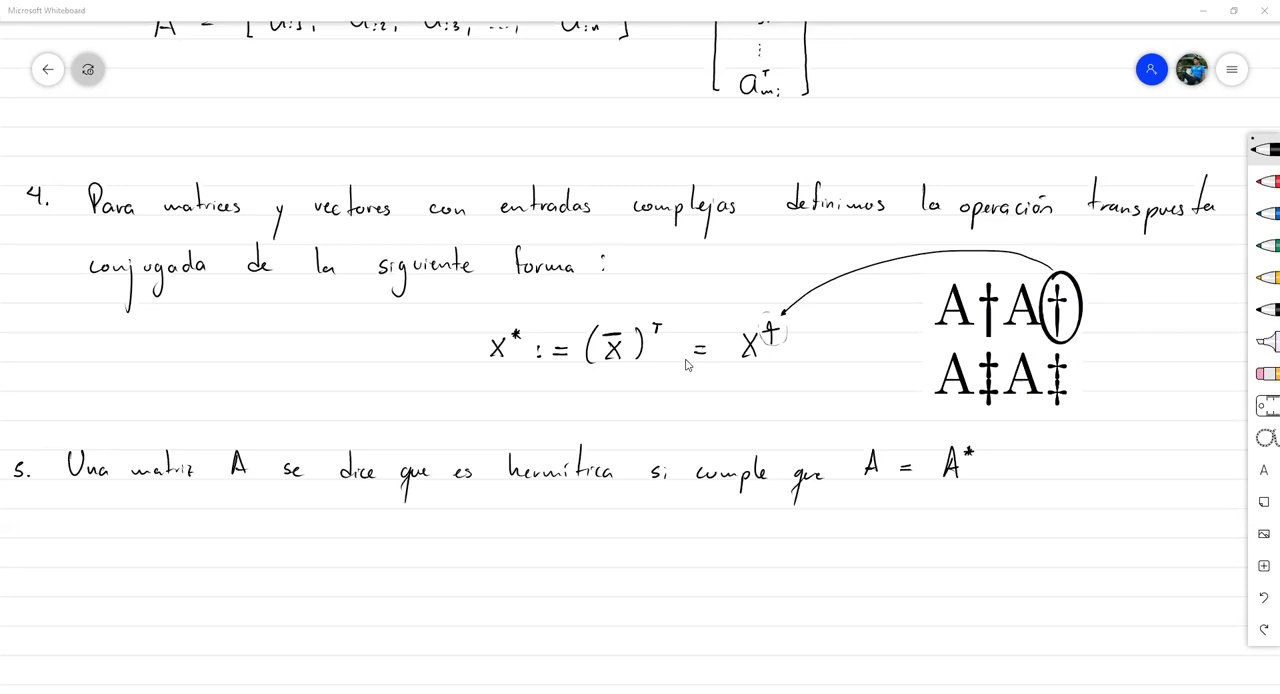 Microsoft Whiteboard
A = [ a:1, a:2, a:3, ..., a:n ]
⋮
aᵀm:
4. Para matrices y vectores con entradas complejas definimos la operación transpuesta
conjugada de la siguiente forma :
X* := (X̄)ᵀ = X†
A†A†
A‡A‡
5. Una matriz A se dice que es hermítica si cumple que A = A*
A